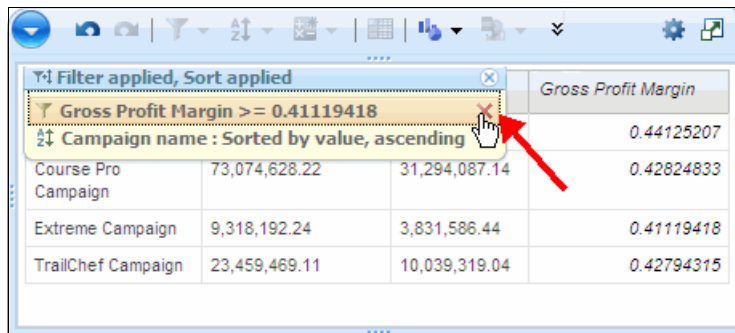 Filter applied, Sort applied
Gross Profit Margin
Gross Profit Margin >= 0.41119418
0.44125207
Campaign name : Sorted by value, ascending
Course Pro Campaign 73,074,628.22 31,294,087.14 0.42824833
Extreme Campaign 9,318,192.24 3,831,586.44 0.41119418
TrailChef Campaign 23,459,469.11 10,039,319.04 0.42794315